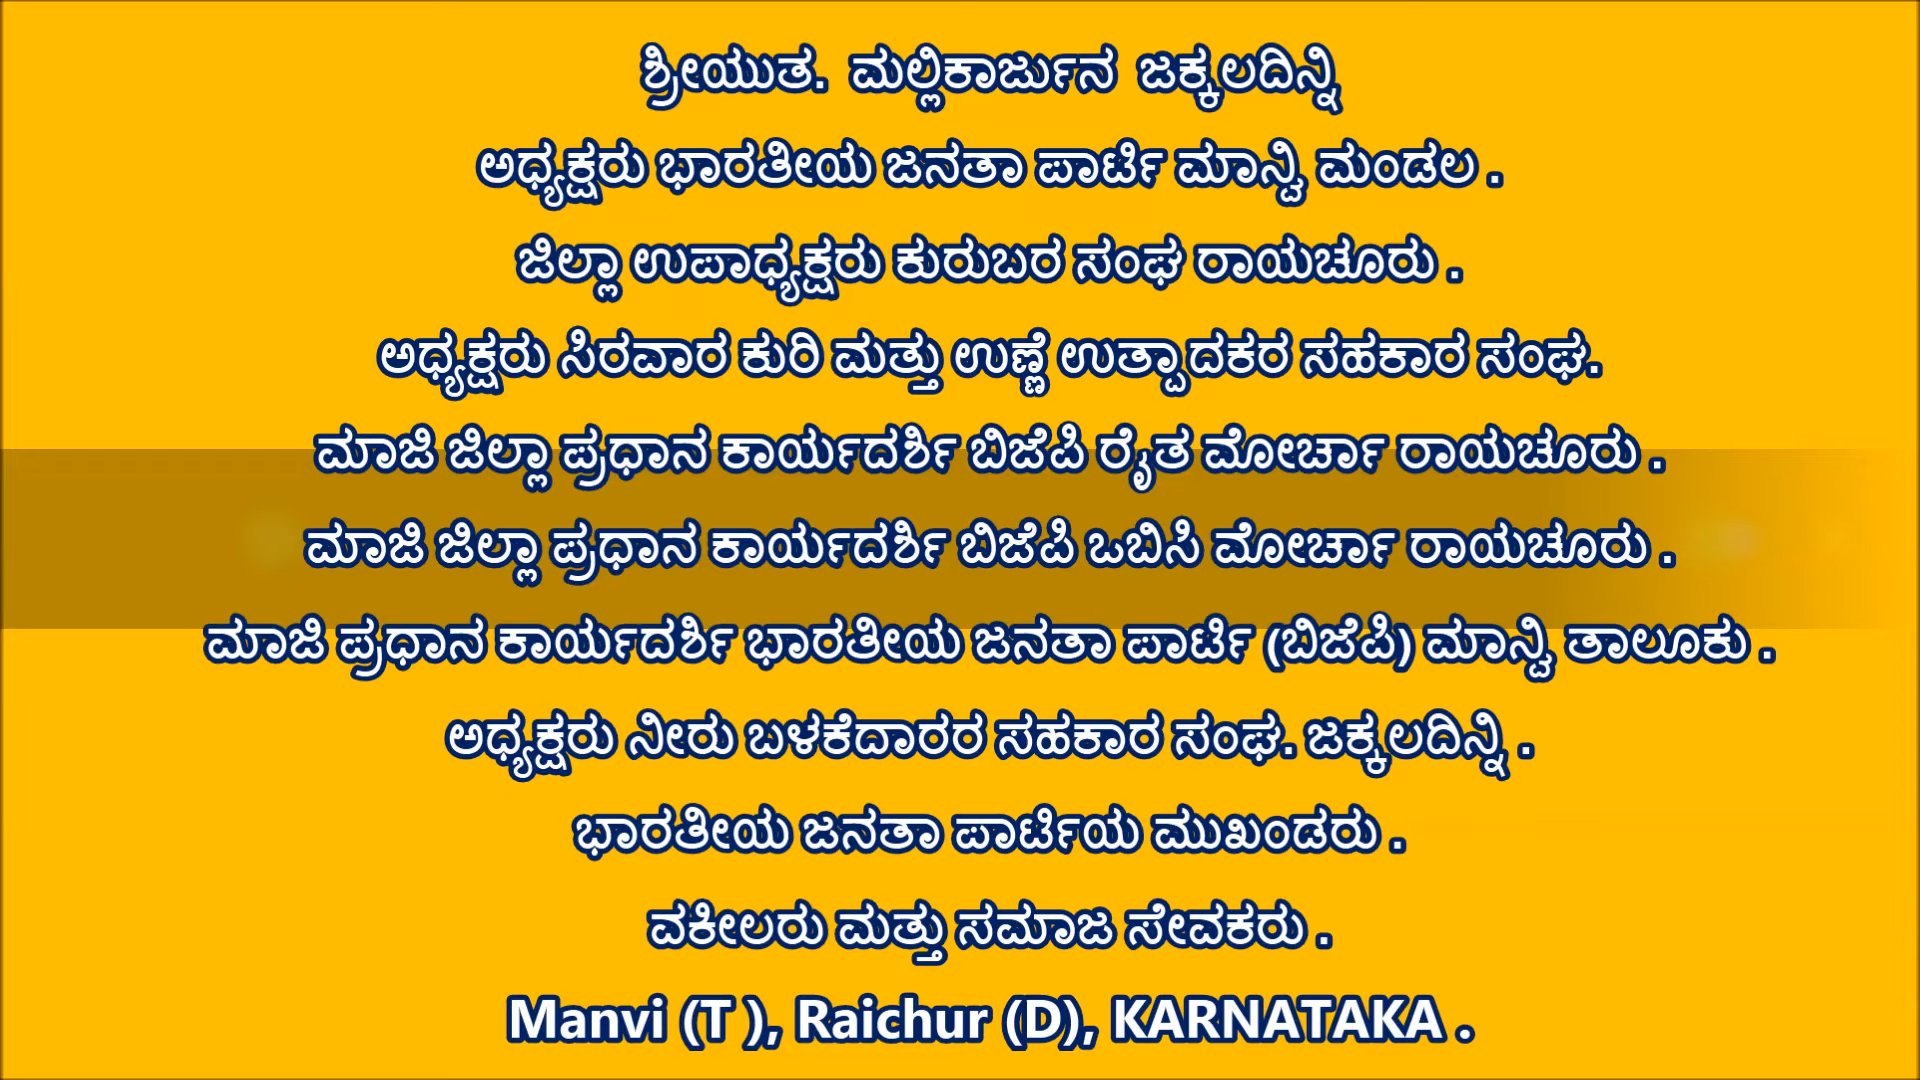 ಶ್ರೀಯುತ. ಮಲ್ಲಿಕಾರ್ಜುನ ಜಕ್ಕಲದಿನ್ನಿ
ಅಧ್ಯಕ್ಷರು ಭಾರತೀಯ ಜನತಾ ಪಾರ್ಟಿ ಮಾನ್ವಿ ಮಂಡಲ .
ಜಿಲ್ಲಾ ಉಪಾಧ್ಯಕ್ಷರು ಕುರುಬರ ಸಂಘ ರಾಯಚೂರು .
ಅಧ್ಯಕ್ಷರು ಸಿರವಾರ ಕುರಿ ಮತ್ತು ಉಣ್ಣೆ ಉತ್ಪಾದಕರ ಸಹಕಾರ ಸಂಘ.
ಮಾಜಿ ಜಿಲ್ಲಾ ಪ್ರಧಾನ ಕಾರ್ಯದರ್ಶಿ ಬಿಜೆಪಿ ರೈತ ಮೋರ್ಚಾ ರಾಯಚೂರು .
ಮಾಜಿ ಜಿಲ್ಲಾ ಪ್ರಧಾನ ಕಾರ್ಯದರ್ಶಿ ಬಿಜೆಪಿ ಒಬಿಸಿ ಮೋರ್ಚಾ ರಾಯಚೂರು .
ಮಾಜಿ ಪ್ರಧಾನ ಕಾರ್ಯದರ್ಶಿ ಭಾರತೀಯ ಜನತಾ ಪಾರ್ಟಿ (ಬಿಜೆಪಿ) ಮಾನ್ವಿ ತಾಲೂಕು .
ಅಧ್ಯಕ್ಷರು ನೀರು ಬಳಕೆದಾರರ ಸಹಕಾರ ಸಂಘ. ಜಕ್ಕಲದಿನ್ನಿ .
ಭಾರತೀಯ ಜನತಾ ಪಾರ್ಟಿಯ ಮುಖಂಡರು .
ವಕೀಲರು ಮತ್ತು ಸಮಾಜ ಸೇವಕರು .
Manvi (T ), Raichur (D), KARNATAKA .